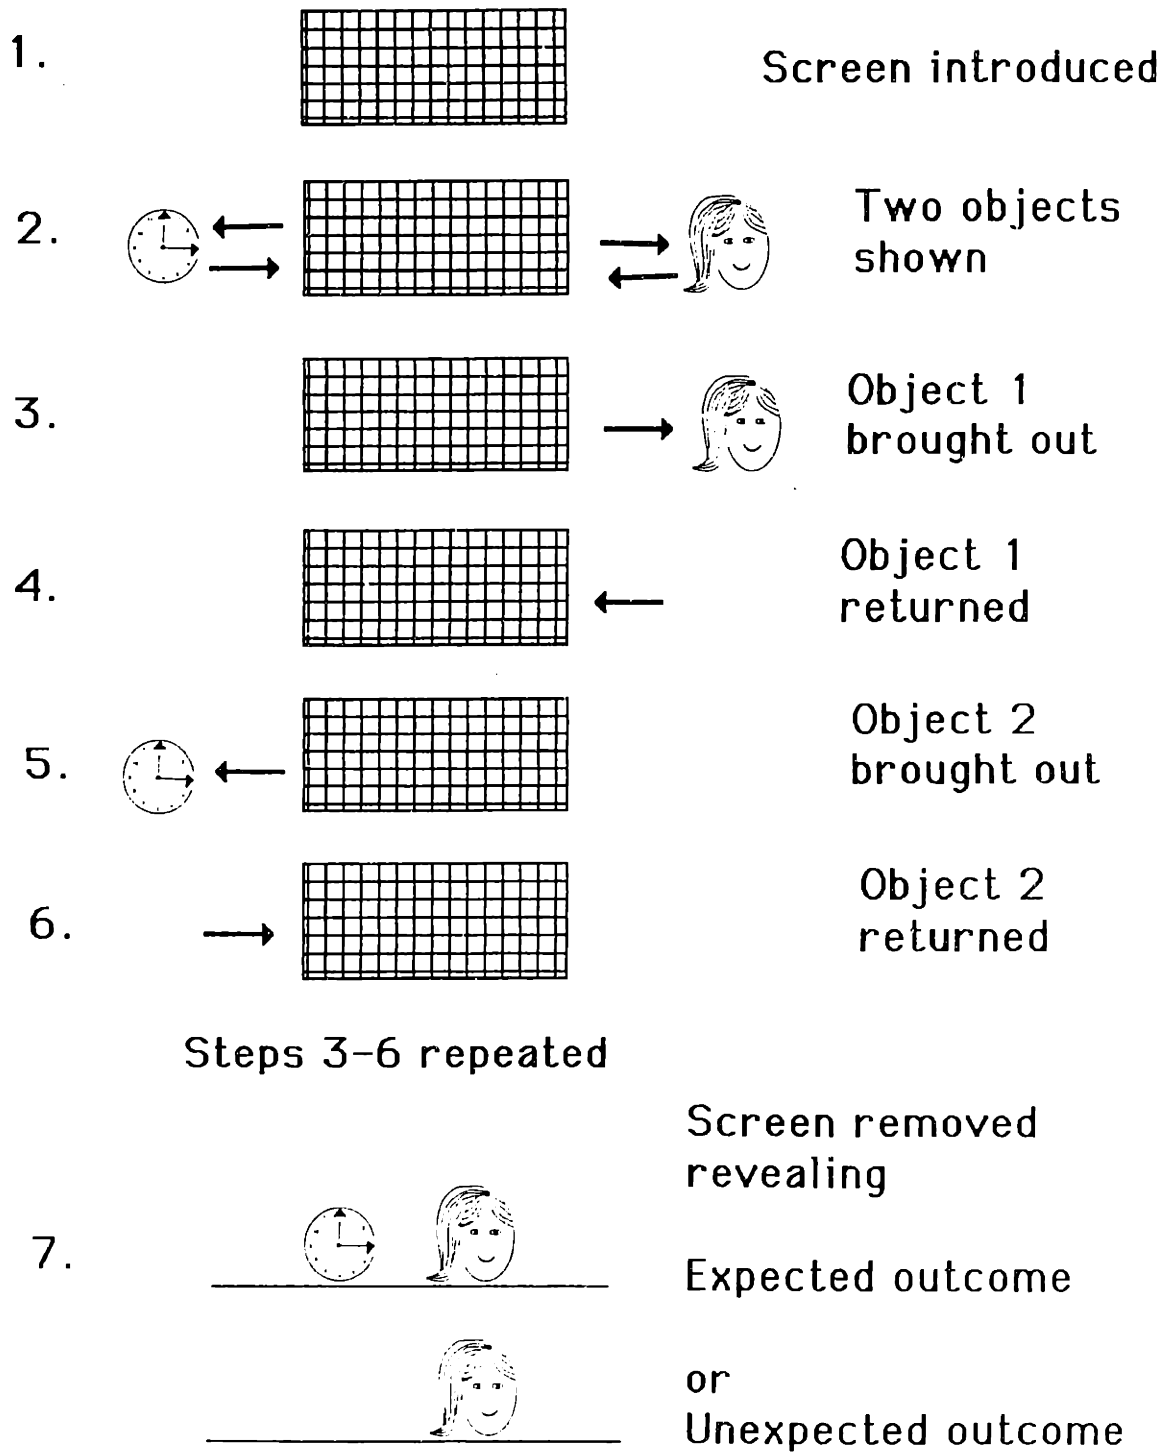 1.
Screen introduced
2.
Two objects
shown
3.
Object 1
brought out
4.
Object 1
returned
5.
Object 2
brought out
6.
Object 2
returned
Steps 3-6 repeated
Screen removed
revealing
7.
Expected outcome
or
Unexpected outcome